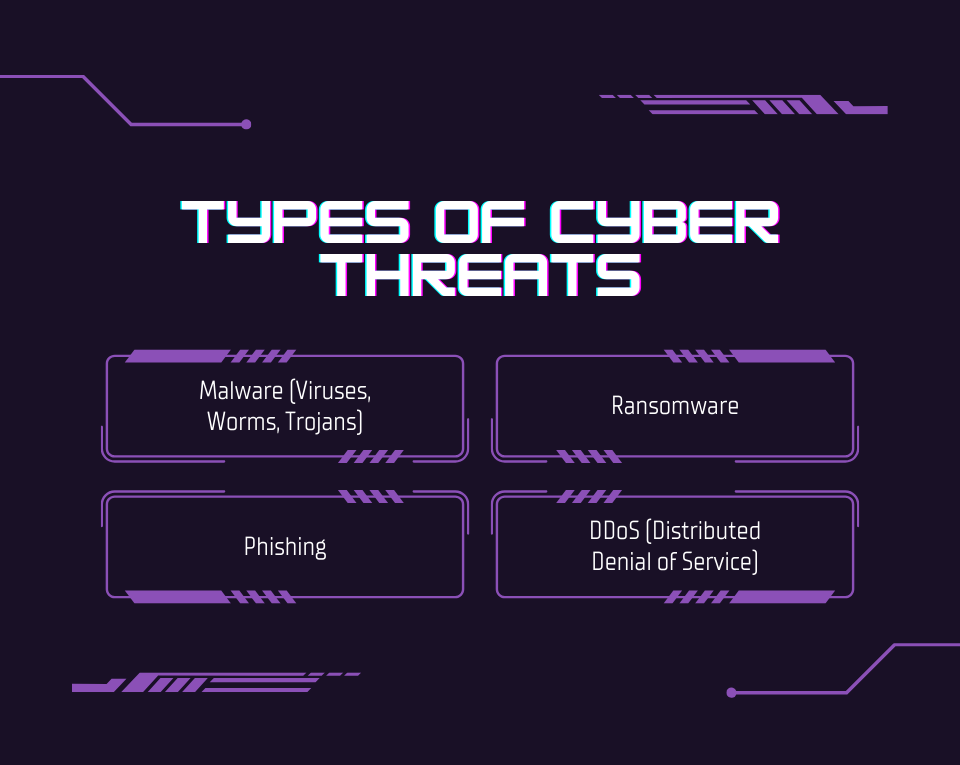 TYPES OF CYBER
THREATS
Malware (Viruses,
Worms, Trojans)
Ransomware
Phishing
DDoS (Distributed
Denial of Service)